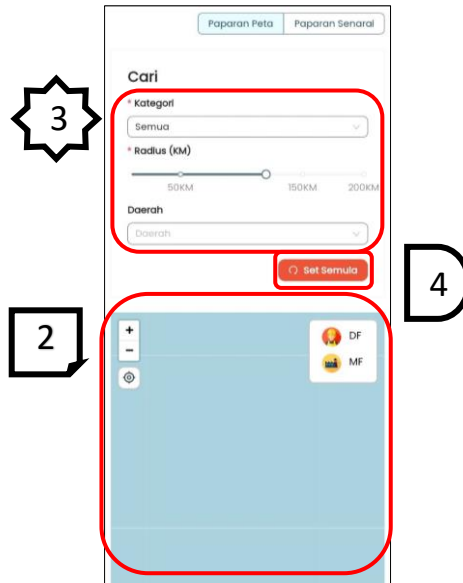 Paparan Peta Paparan Senarai
Cari
* Kategori
3
Semua
* Radius (KM)
50KM 150KM 200KM
Daerah
Daerah
Set Semula
4
2
+
DF
−
MF